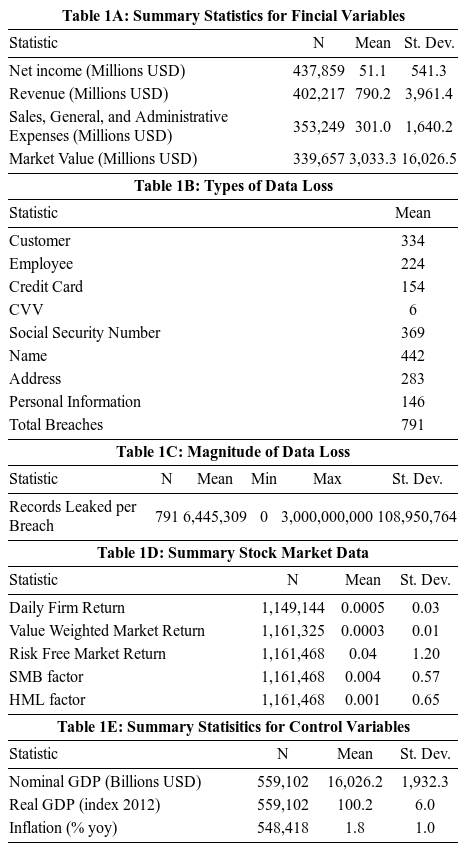 Table 1A: Summary Statistics for Fincial Variables
Statistic N Mean St. Dev.
Net income (Millions USD) 437,859 51.1 541.3
Revenue (Millions USD) 402,217 790.2 3,961.4
Sales, General, and Administrative
Expenses (Millions USD) 353,249 301.0 1,640.2
Market Value (Millions USD) 339,657 3,033.3 16,026.5
Table 1B: Types of Data Loss
Statistic Mean
Customer 334
Employee 224
Credit Card 154
CVV 6
Social Security Number 369
Name 442
Address 283
Personal Information 146
Total Breaches 791
Table 1C: Magnitude of Data Loss
Statistic N Mean Min Max St. Dev.
Records Leaked per
Breach 791 6,445,309 0 3,000,000,000 108,950,764
Table 1D: Summary Stock Market Data
Statistic N Mean St. Dev.
Daily Firm Return 1,149,144 0.0005 0.03
Value Weighted Market Return 1,161,325 0.0003 0.01
Risk Free Market Return 1,161,468 0.04 1.20
SMB factor 1,161,468 0.004 0.57
HML factor 1,161,468 0.001 0.65
Table 1E: Summary Statisitics for Control Variables
Statistic N Mean St. Dev.
Nominal GDP (Billions USD) 559,102 16,026.2 1,932.3
Real GDP (index 2012) 559,102 100.2 6.0
Inflation (% yoy) 548,418 1.8 1.0